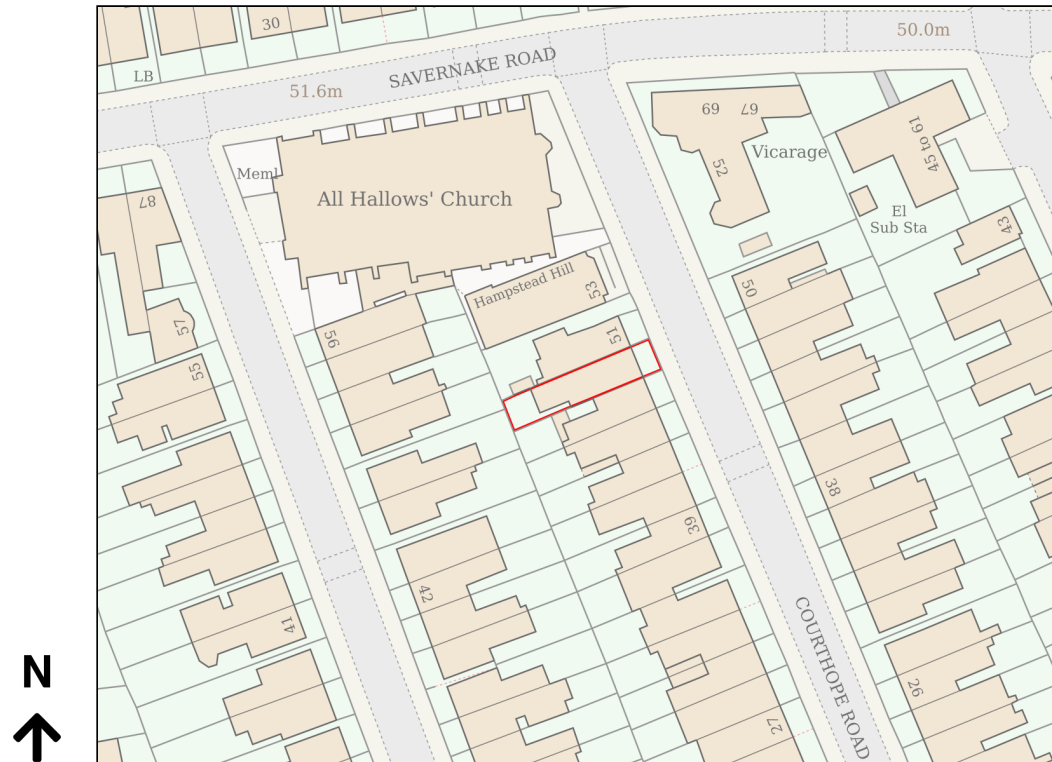 30
50.0m
SAVERNAKE ROAD
LB
51.6m
69
67
45 to 61
Vicarage
52
Meml
All Hallows' Church
87
El
Sub Sta
43
Hampstead Hill
53
50
57
56
51
55
38
39
42
41
COURTHOPE ROAD
26
27
N